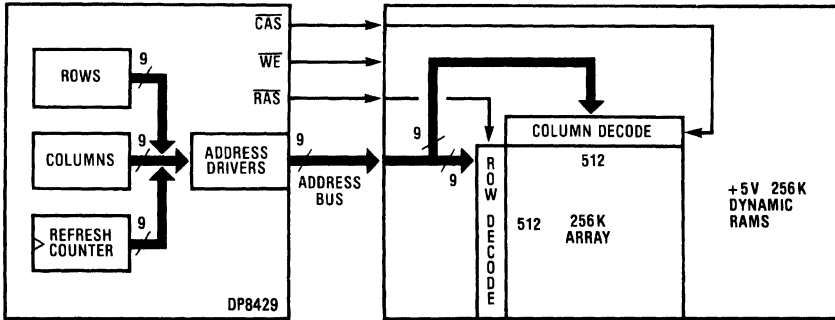 CAS
WE
RAS
9
ROWS
9
COLUMNS
9
REFRESH
COUNTER
ADDRESS
DRIVERS
9
ADDRESS
BUS
DP8429
9
9
COLUMN DECODE
512
ROW DECODE
512
256K
ARRAY
+5V 256K
DYNAMIC
RAMS